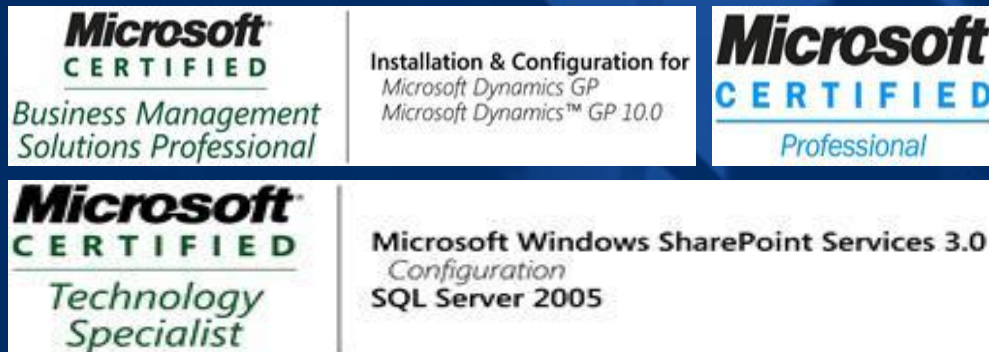 Microsoft
CERTIFIED
Business Management
Solutions Professional
Installation & Configuration for
Microsoft Dynamics GP
Microsoft Dynamics™ GP 10.0
Microsoft
CERTIFIED
Professional
Microsoft
CERTIFIED
Technology
Specialist
Microsoft Windows SharePoint Services 3.0
Configuration
SQL Server 2005